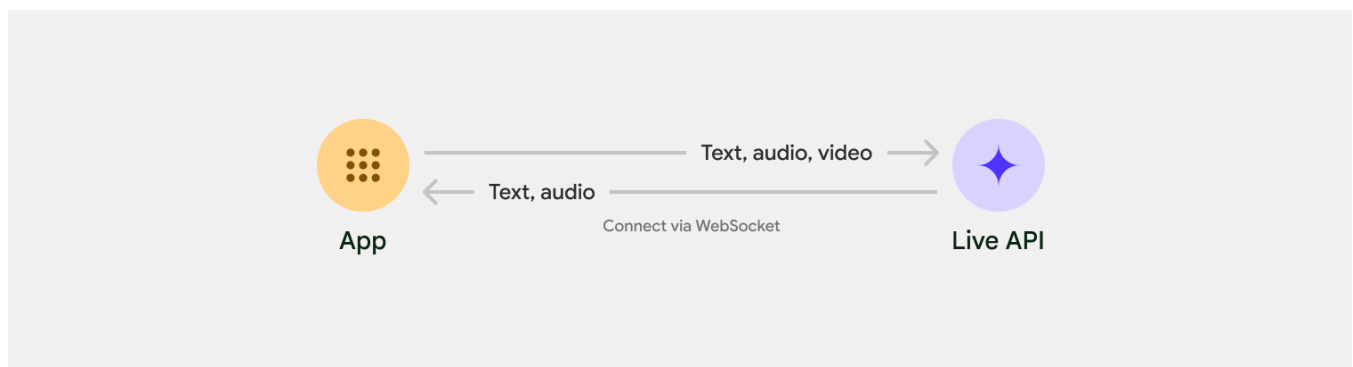 Text, audio, video
Text, audio
Connect via WebSocket
App
Live API